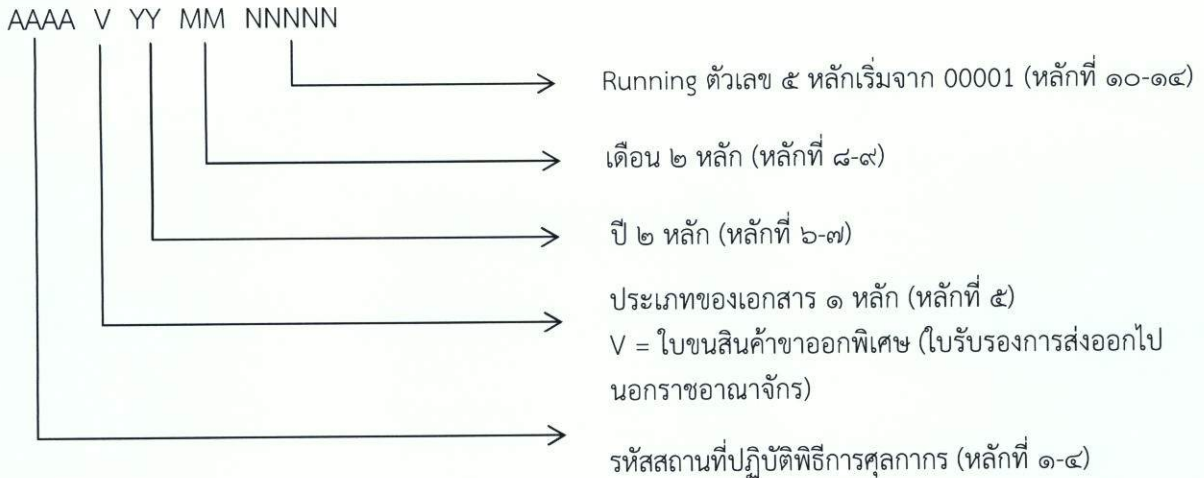 AAAA V YY MM NNNNN
Running ตัวเลข ๕ หลักเริ่มจาก 00001 (หลักที่ ๑๐-๑๔)
เดือน ๒ หลัก (หลักที่ ๘-๙)
ปี ๒ หลัก (หลักที่ ๖-๗)
ประเภทของเอกสาร ๑ หลัก (หลักที่ ๕)
V = ใบขนสินค้าขาออกพิเศษ (ใบรับรองการส่งออกไป
นอกราชอาณาจักร)
รหัสสถานที่ปฏิบัติพิธีการศุลกากร (หลักที่ ๑-๔)